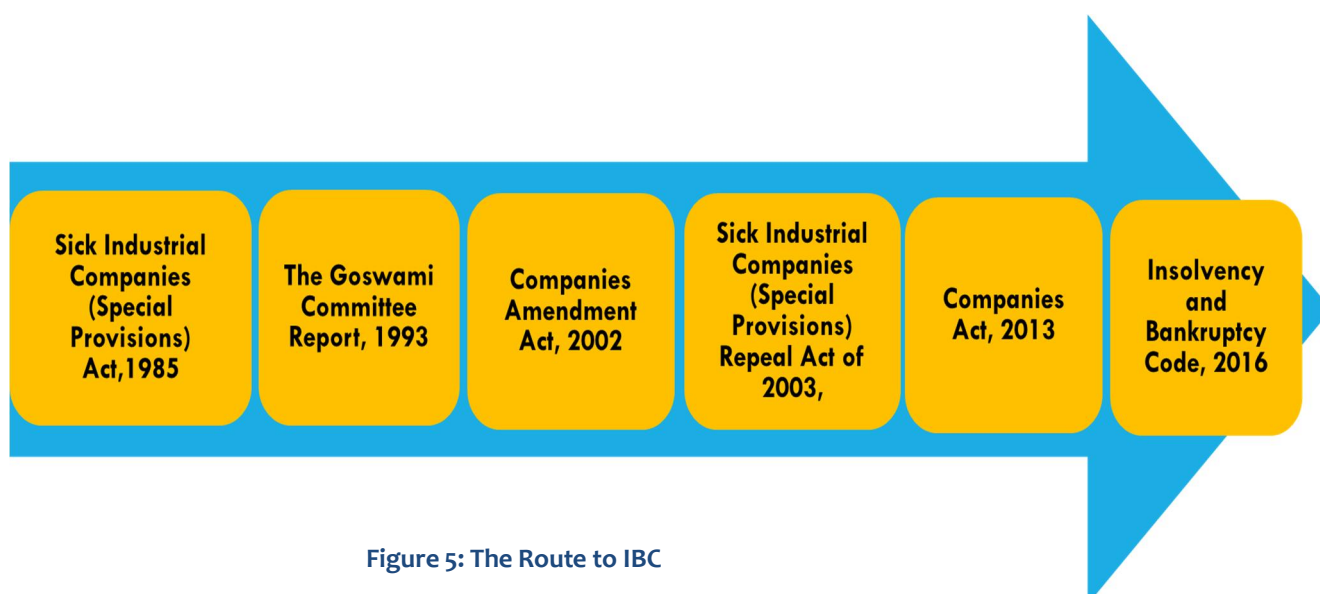 Sick Industrial
Companies
(Special
Provisions)
Act,1985
The Goswami
Committee
Report, 1993
Companies
Amendment
Act, 2002
Sick Industrial
Companies
(Special
Provisions)
Repeal Act of
2003,
Companies
Act, 2013
Insolvency
and
Bankruptcy
Code, 2016
Figure 5: The Route to IBC